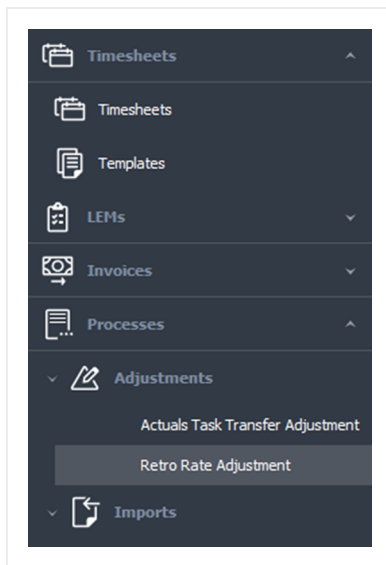 Timesheets
Timesheets
Templates
LEMs
Invoices
Processes
Adjustments
Actuals Task Transfer Adjustment
Retro Rate Adjustment
Imports